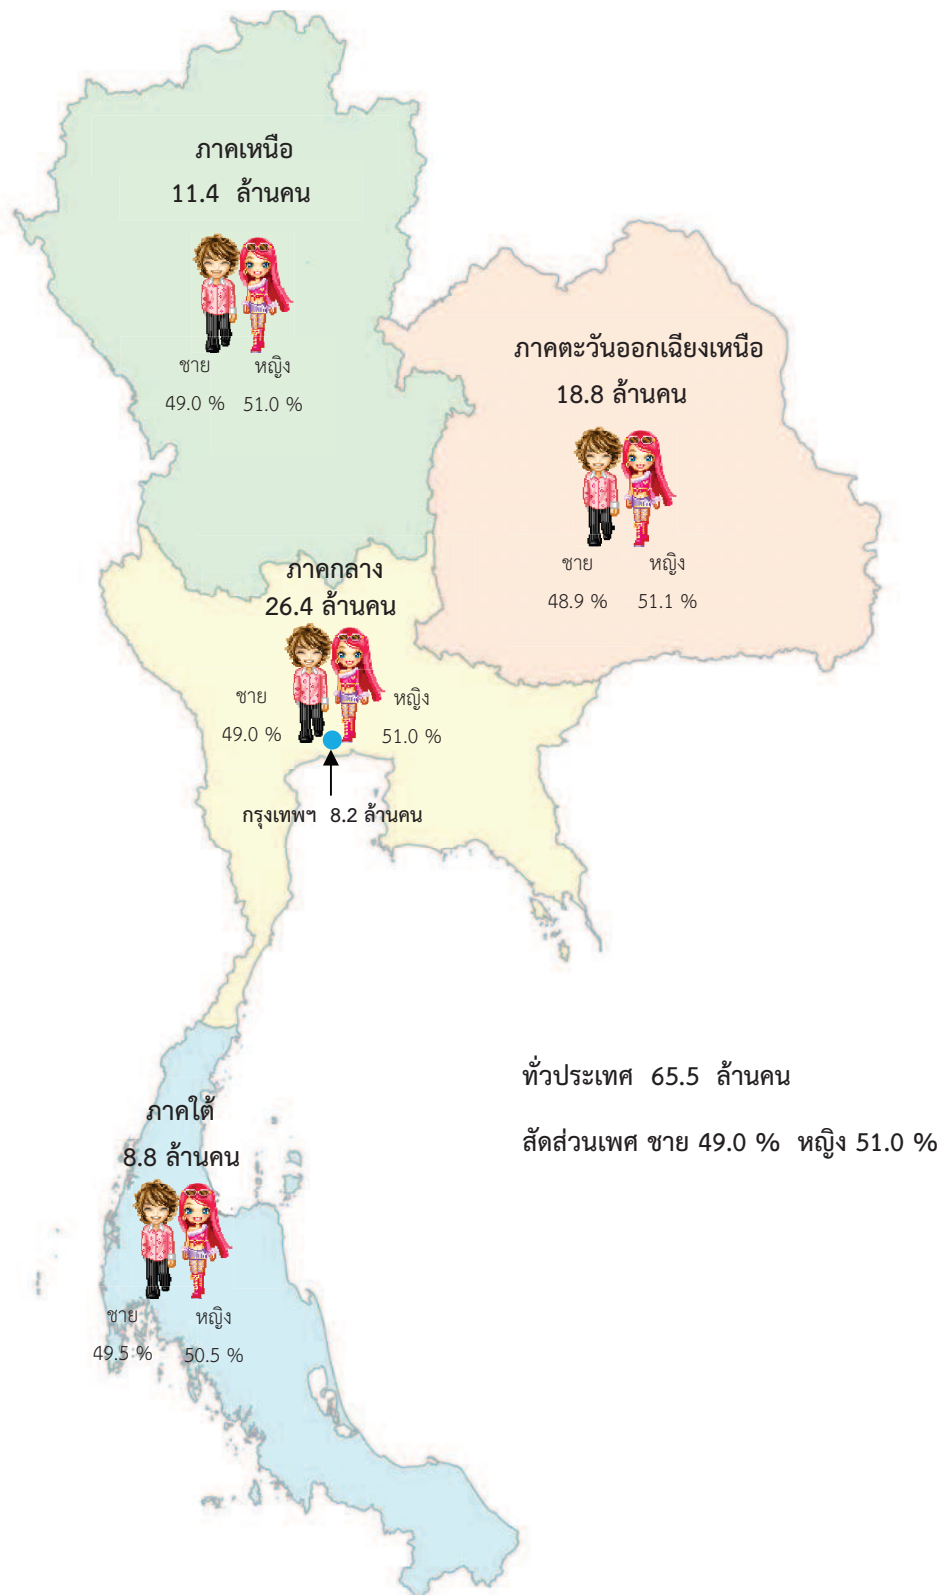 ภาคเหนือ
11.4 ล้านคน
ชาย หญิง
49.0 % 51.0 %
ภาคตะวันออกเฉียงเหนือ
18.8 ล้านคน
ชาย หญิง
48.9 % 51.1 %
ภาคกลาง
26.4 ล้านคน
ชาย หญิง
49.0 % 51.0 %
กรุงเทพฯ 8.2 ล้านคน
ทั่วประเทศ 65.5 ล้านคน
สัดส่วนเพศ ชาย 49.0 % หญิง 51.0 %
ภาคใต้
8.8 ล้านคน
ชาย หญิง
49.5 % 50.5 %